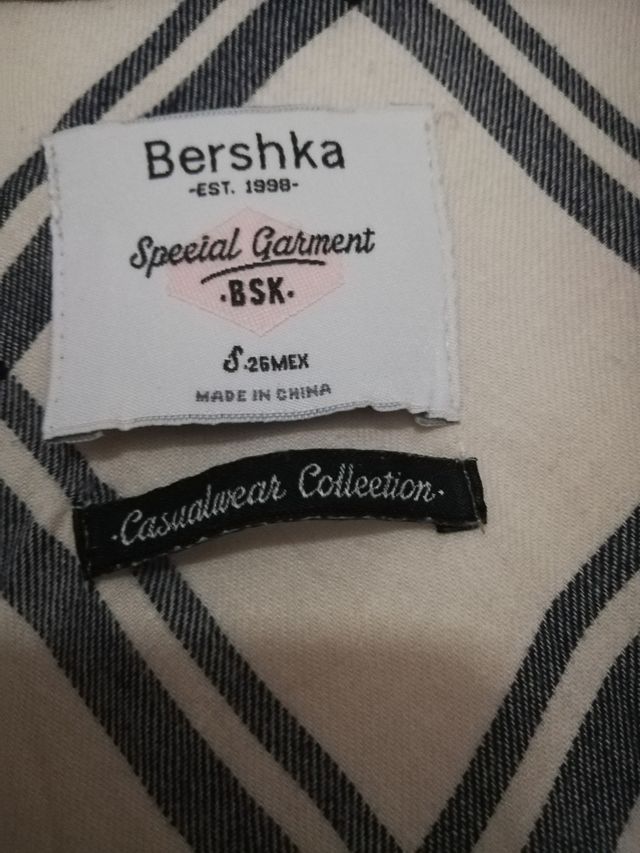 Bershka
-EST. 1998-
Special Garment
·BSK·
S·26MEX
MADE IN CHINA
·Casualwear Collection·